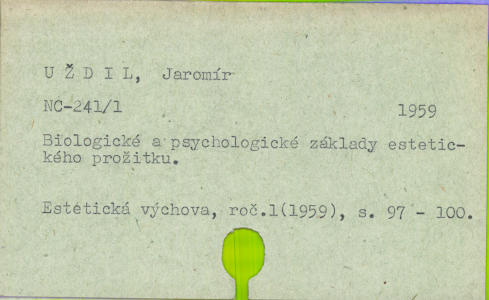 U Ž D I L, Jaromír
NC-241/1 1959
Biologické a psychologické základy estetic-
kého prožitku.
Estetická výchova, roč.1(1959), s. 97 - 100.